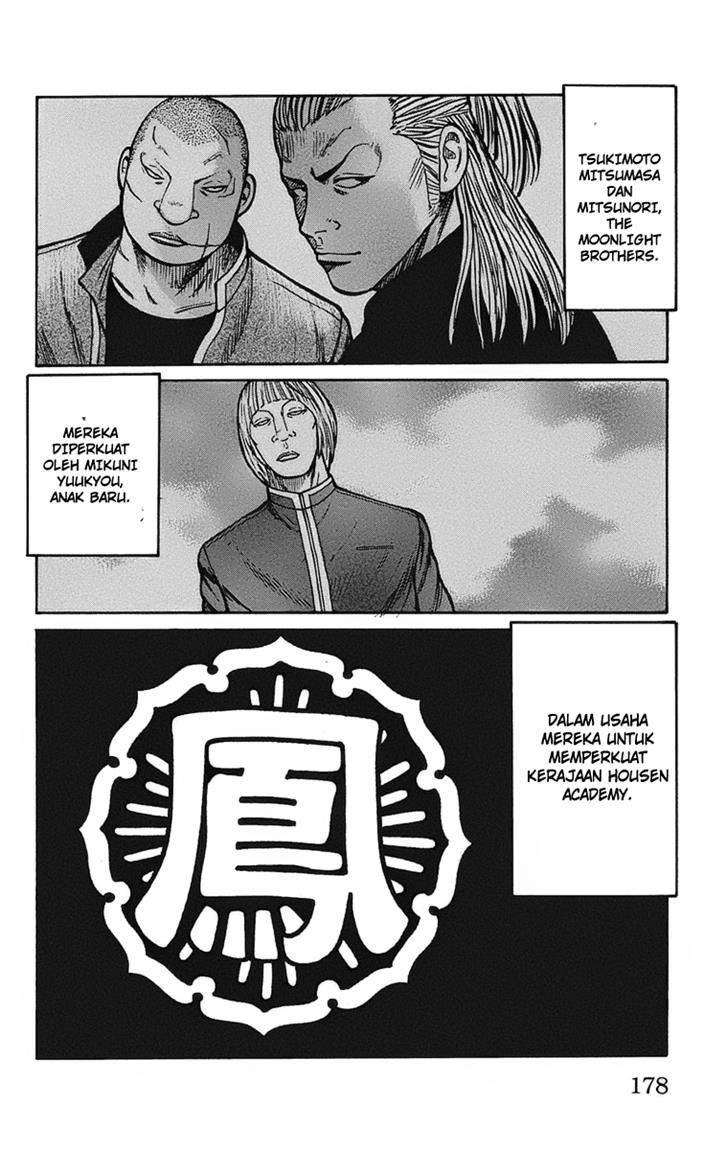 TSUKIMOTO
MITSUMASA
DAN
MITSUNORI,
THE
MOONLIGHT
BROTHERS.
MEREKA
DIPERKUAT
OLEH MIKUNI
YUUKYOU,
ANAK BARU.
DALAM USAHA
MEREKA UNTUK
MEMPERKUAT
KERAJAAN HOUSEN
ACADEMY.
鳳
178